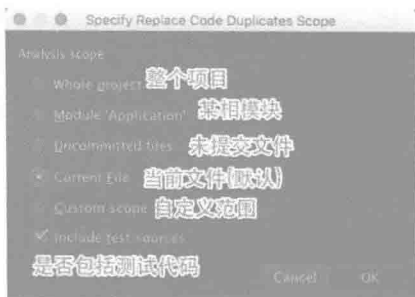 Specify Replace Code Duplicates Scope
Analysis scope
Whole project 整个项目
Module 'Application' 某相模块
Uncommitted files 未提交文件
Current File 当前文件(默认)
Custom scope 自定义范围
Include test sources
是否包括测试代码
Cancel OK